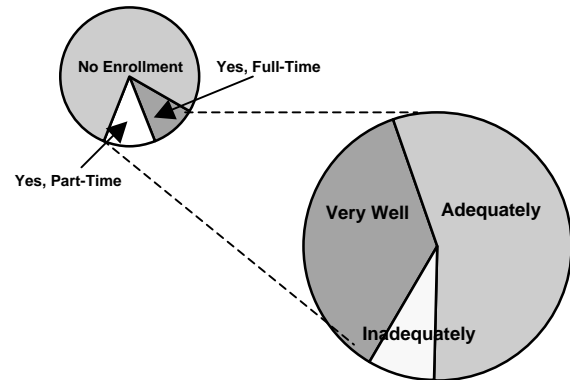 No Enrollment
Yes, Full-Time
Yes, Part-Time
Very Well
Adequately
Inadequately